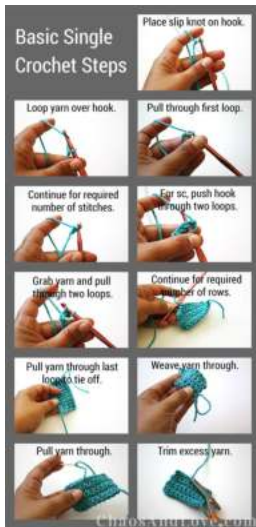 Basic Single
Crochet Steps
Place slip knot on hook.
Loop yarn over hook.
Pull through first loop.
Continue for required
number of stitches.
For sc, push hook
through two loops.
Grab yarn and pull
through two loops.
Continue for required
number of rows.
Pull yarn through last
loop to tie off.
Weave yarn through.
Pull yarn through.
Trim excess yarn.